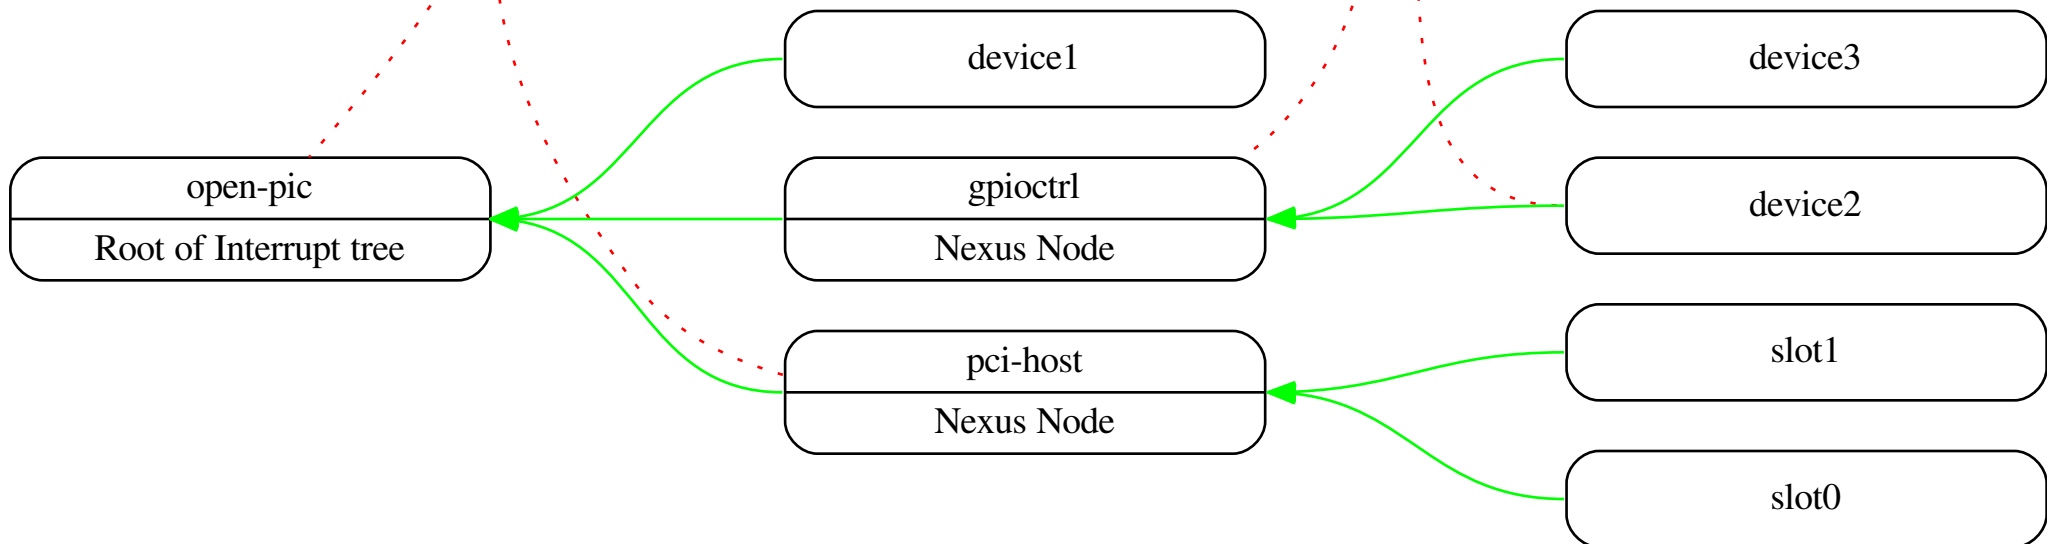 device1
device3
open-pic
Root of Interrupt tree
gpioctrl
Nexus Node
device2
pci-host
Nexus Node
slot1
slot0